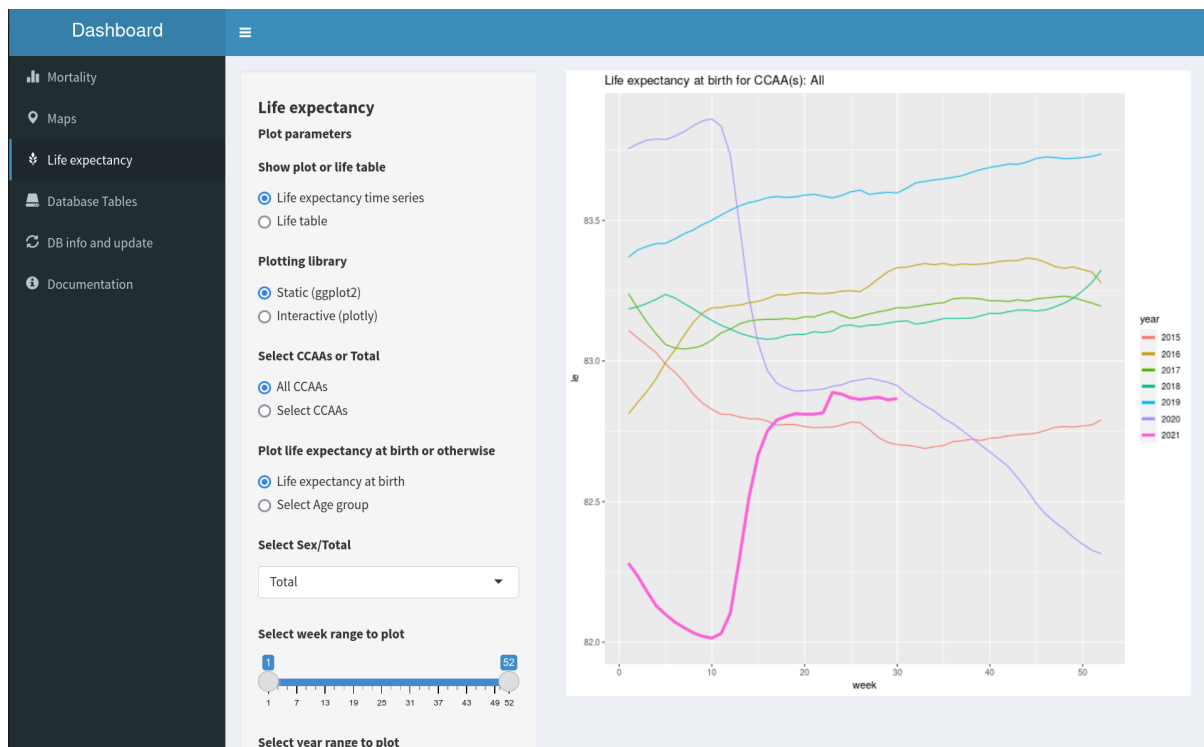 Dashboard
Mortality
Maps
Life expectancy
Database Tables
DB info and update
Documentation
Life expectancy
Plot parameters
Show plot or life table
Life expectancy time series
Life table
Plotting library
Static (ggplot2)
Interactive (plotly)
Select CCAAs or Total
All CCAAs
Select CCAAs
Plot life expectancy at birth or otherwise
Life expectancy at birth
Select Age group
Select Sex/Total
Total
Select week range to plot
1 52
1 7 13 19 25 31 37 43 49 52
Select year range to plot
Life expectancy at birth for CCAA(s): All
83.5
83.0
82.5
82.0
le
0 10 20 30 40 50
week
year
2015
2016
2017
2018
2019
2020
2021